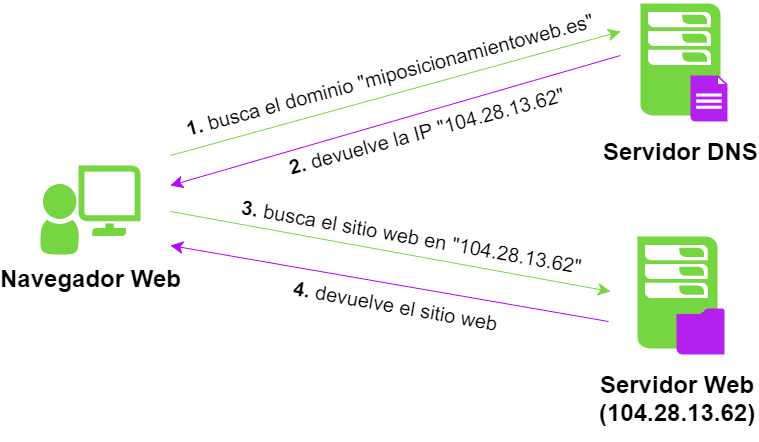 1. busca el dominio "miposicionamientoweb.es"
2. devuelve la IP "104.28.13.62"
Servidor DNS
Navegador Web
3. busca el sitio web en "104.28.13.62"
4. devuelve el sitio web
Servidor Web
(104.28.13.62)